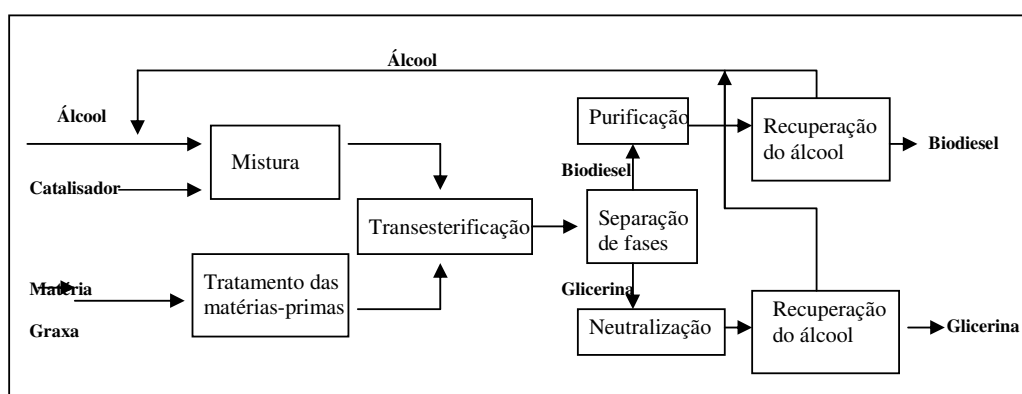 Álcool
Álcool
Catalisador
Mistura
Matéria
Graxa
Tratamento das
matérias-primas
Transesterificação
Purificação
Biodiesel
Separação
de fases
Glicerina
Neutralização
Recuperação
do álcool
Biodiesel
Recuperação
do álcool
Glicerina